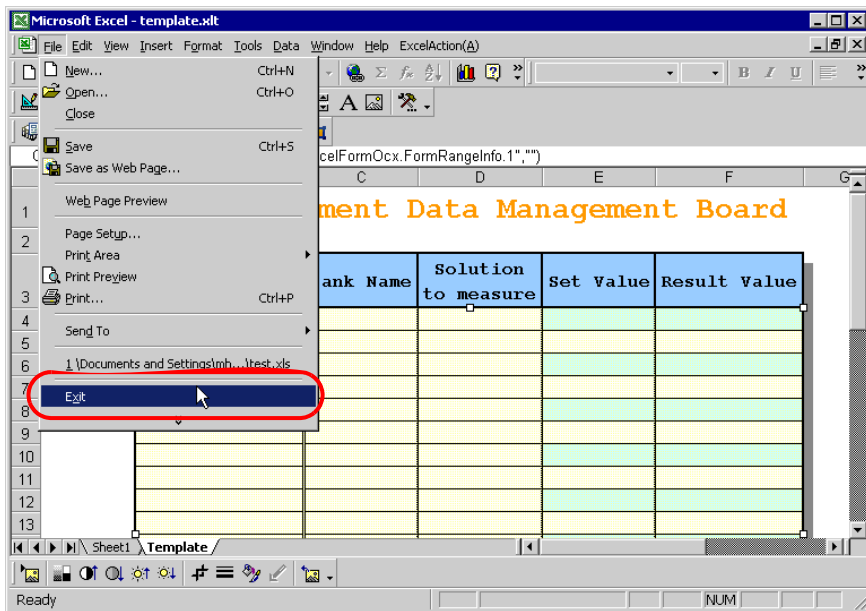 Microsoft Excel - template.xlt
File Edit View Insert Format Tools Data Window Help ExcelAction(A)
New... Ctrl+N
Open... Ctrl+O
Close
Save Ctrl+S
Save as Web Page...
Web Page Preview
Page Setup...
Print Area
Print Preview
Print... Ctrl+P
Send To
1 \Documents and Settings\mh...\test.xls
Exit
B I U
A
celFormOcx.FormRangeInfo.1","")
C D E F G
1 ment Data Management Board
2
3 ank Name Solution to measure Set Value Result Value
4
5
6
7
8
9
10
11
12
13
Sheet1 Template
Ready NUM